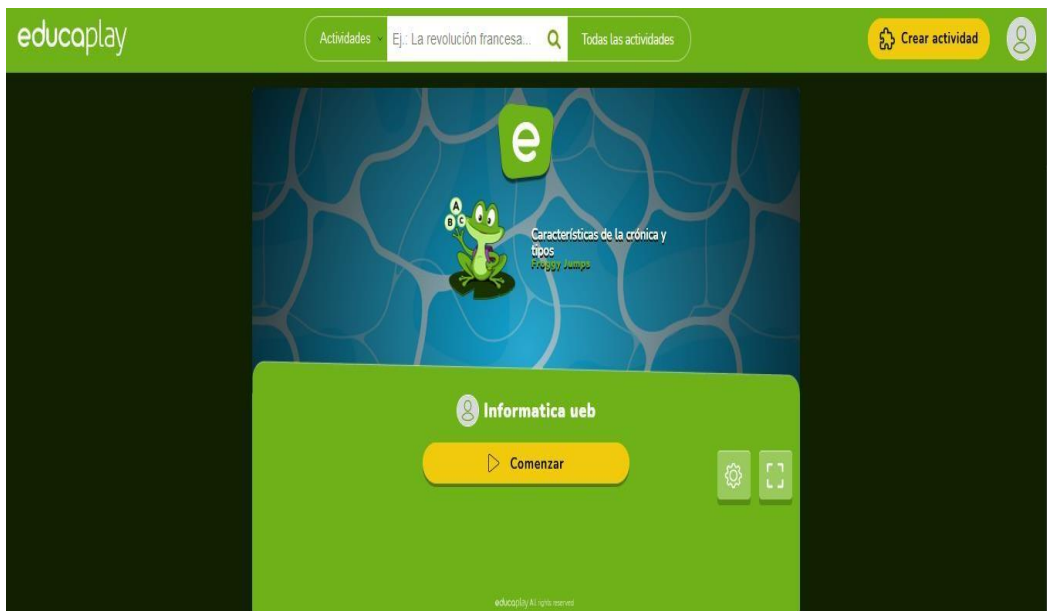 educaplay
Actividades
Ej.: La revolución francesa...
Todas las actividades
Crear actividad
e
A
B C
Características de la crónica y
tipos
Froggy Jumps
Informatica ueb
Comenzar
educaplay All rights reserved